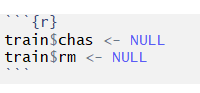 ```{r}
train$chas <- NULL
train$rm <- NULL
```